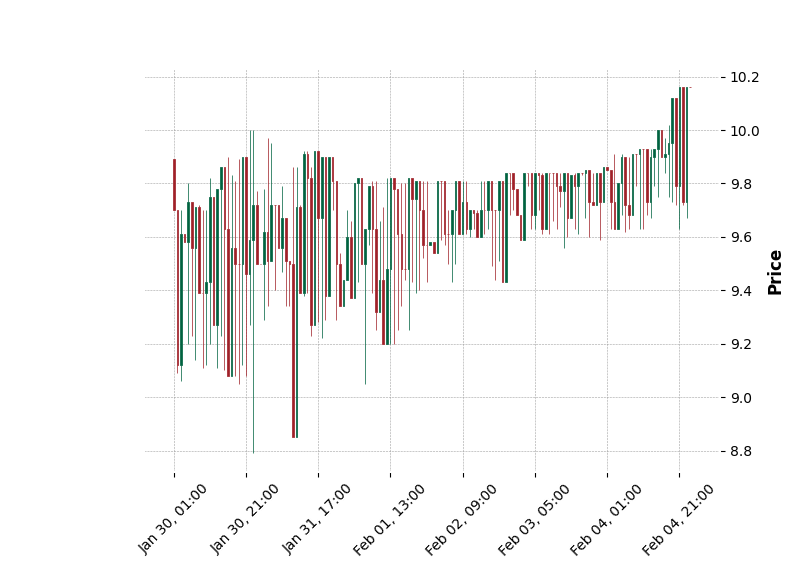 10.2
10.0
9.8
9.6
9.4
9.2
9.0
8.8
Price
Jan 30, 01:00
Jan 30, 21:00
Jan 31, 17:00
Feb 01, 13:00
Feb 02, 09:00
Feb 03, 05:00
Feb 04, 01:00
Feb 04, 21:00